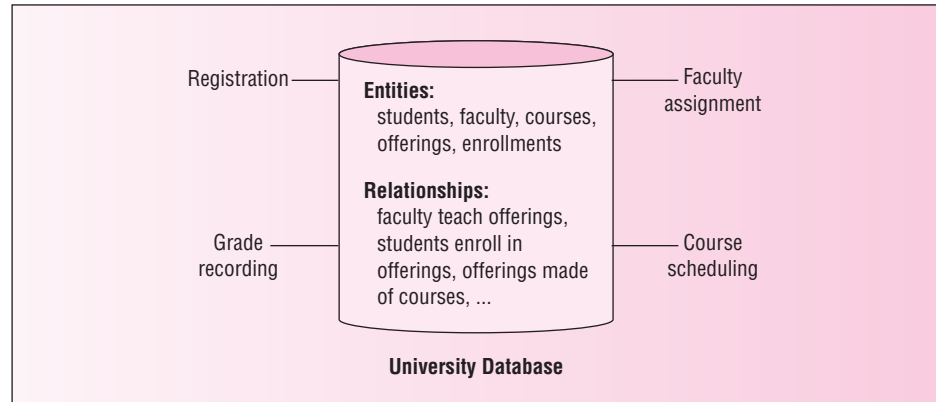 Registration
Grade
recording
Entities:
students, faculty, courses,
offerings, enrollments
Relationships:
faculty teach offerings,
students enroll in
offerings, offerings made
of courses, ...
Faculty
assignment
Course
scheduling
University Database